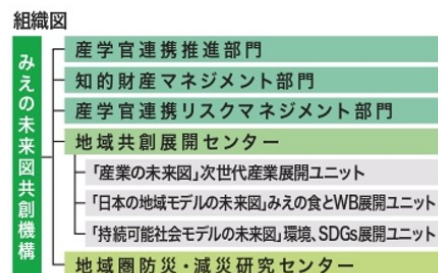 組織図
みえの未来図共創機構
産学官連携推進部門
知的財産マネジメント部門
産学官連携リスクマネジメント部門
地域共創展開センター
「産業の未来図」次世代産業展開ユニット
「日本の地域モデルの未来図」みえの食とWB展開ユニット
「持続可能社会モデルの未来図」環境、SDGs展開ユニット
地域圏防災・減災研究センター